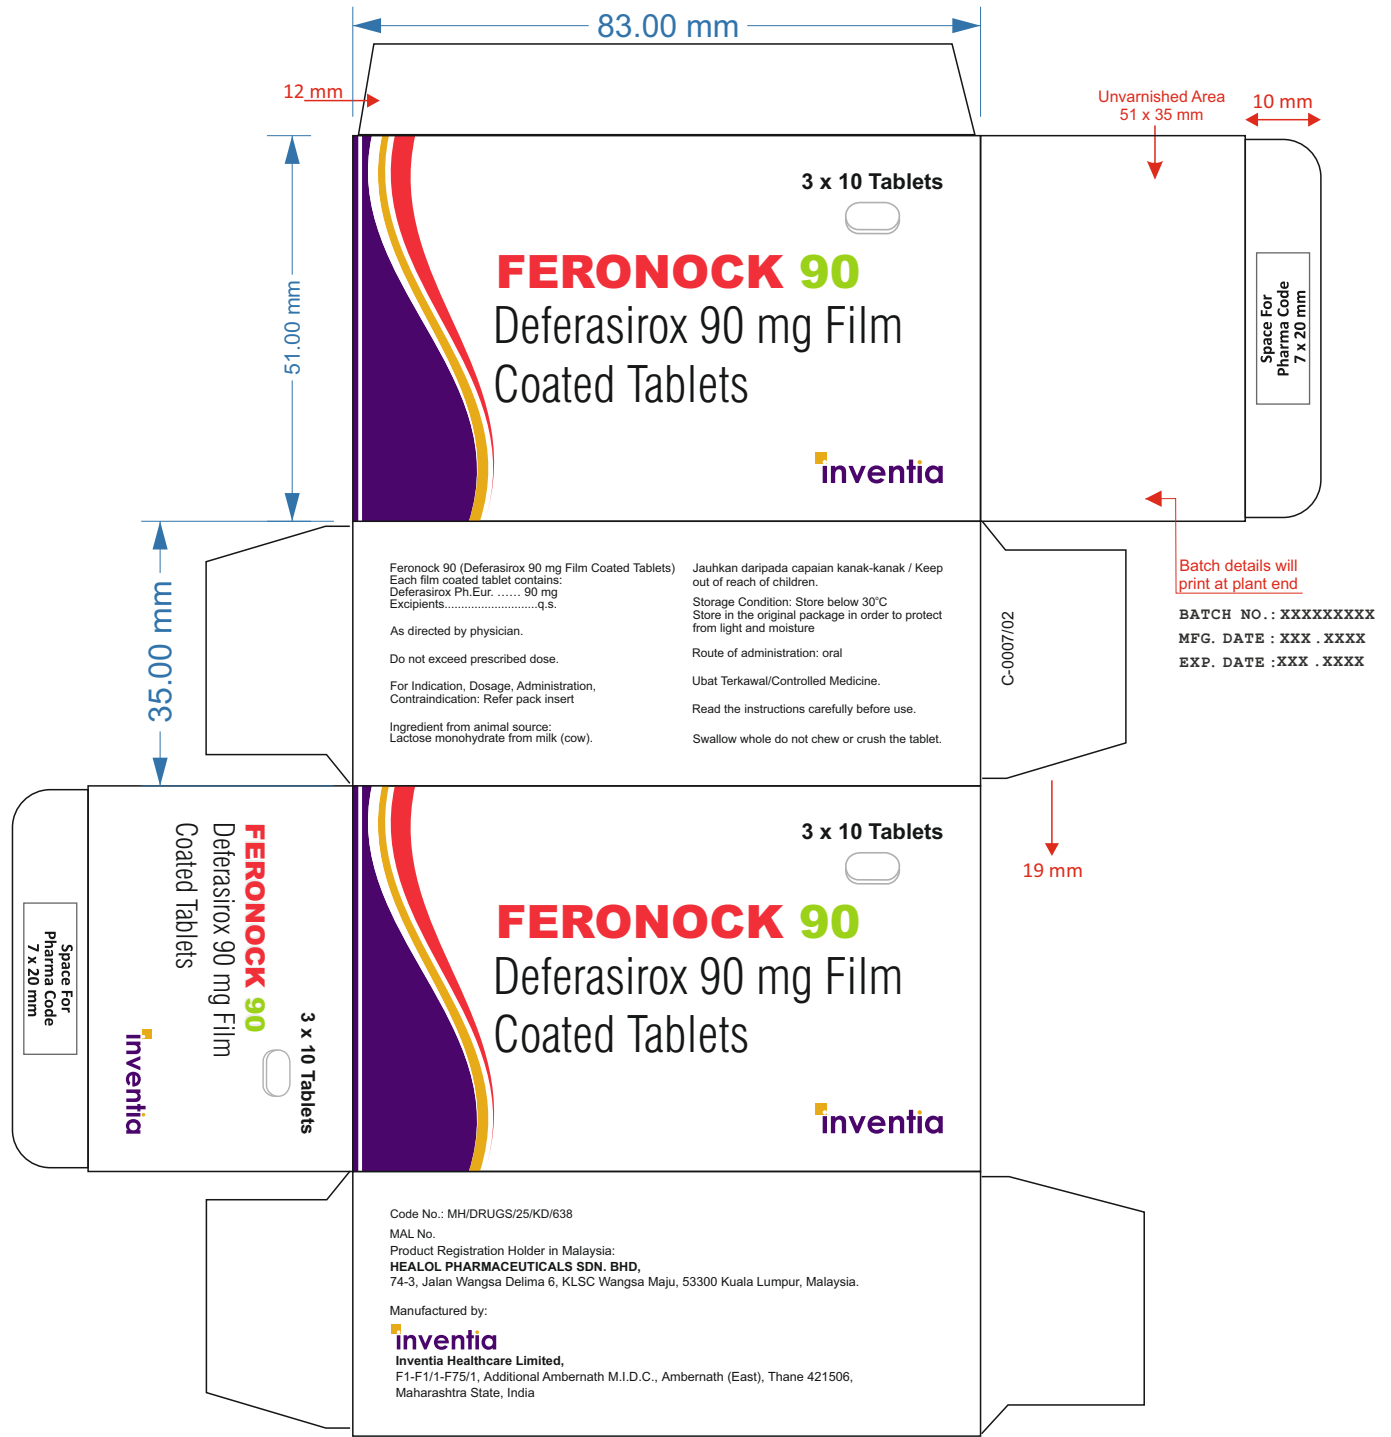 83.00 mm
12 mm
Unvarnished Area
51 x 35 mm
10 mm
51.00 mm
3 x 10 Tablets
FERONOCK 90
Deferasirox 90 mg Film
Coated Tablets
inventia
Space For
Pharma Code
7 x 20 mm
Batch details will
print at plant end
BATCH NO.: XXXXXXXXX
MFG. DATE : XXX . XXXX
EXP. DATE : XXX . XXXX
35.00 mm
Feronock 90 (Deferasirox 90 mg Film Coated Tablets)
Each film coated tablet contains:
Deferasirox Ph.Eur. ...... 90 mg
Excipients............................q.s.
As directed by physician.
Do not exceed prescribed dose.
For Indication, Dosage, Administration,
Contraindication: Refer pack insert
Ingredient from animal source:
Lactose monohydrate from milk (cow).
Jauhkan daripada capaian kanak-kanak / Keep
out of reach of children.
Storage Condition: Store below 30°C
Store in the original package in order to protect
from light and moisture
Route of administration: oral
Ubat Terkawal/Controlled Medicine.
Read the instructions carefully before use.
Swallow whole do not chew or crush the tablet.
C-0007/02
19 mm
Space For
Pharma Code
7 x 20 mm
3 x 10 Tablets
FERONOCK 90
Deferasirox 90 mg Film
Coated Tablets
inventia
3 x 10 Tablets
FERONOCK 90
Deferasirox 90 mg Film
Coated Tablets
inventia
Code No.: MH/DRUGS/25/KD/638
MAL No.
Product Registration Holder in Malaysia:
HEALOL PHARMACEUTICALS SDN. BHD,
74-3, Jalan Wangsa Delima 6, KLSC Wangsa Maju, 53300 Kuala Lumpur, Malaysia.
Manufactured by:
inventia
Inventia Healthcare Limited,
F1-F1/1-F75/1, Additional Ambernath M.I.D.C., Ambernath (East), Thane 421506,
Maharashtra State, India